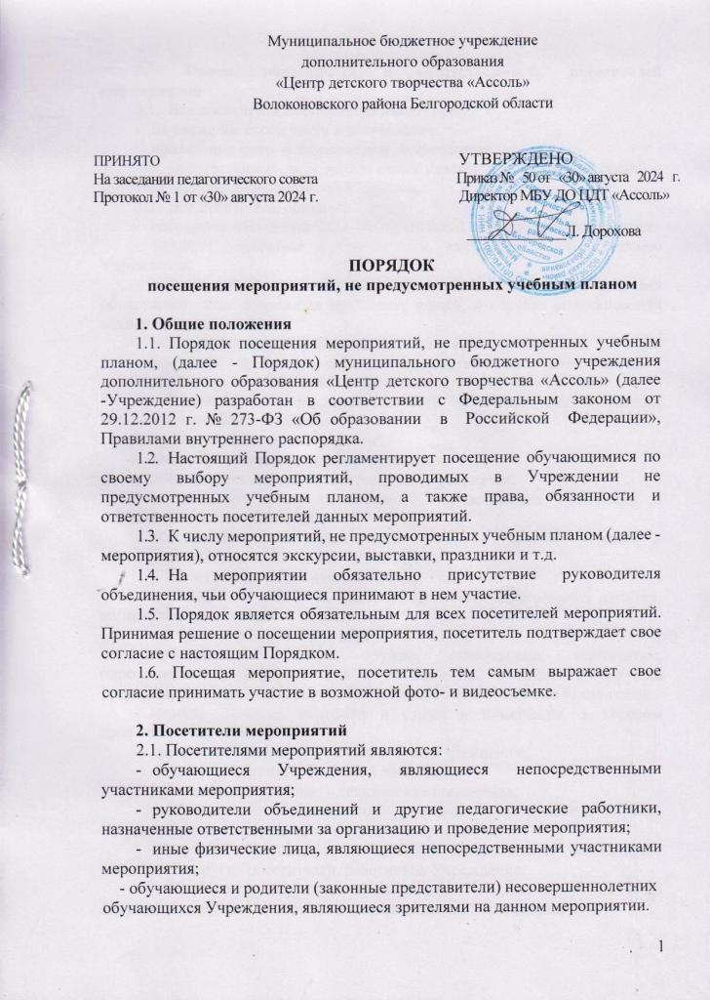 Муниципальное бюджетное учреждение
дополнительного образования
«Центр детского творчества «Ассоль»
Волоконовского района Белгородской области
ПРИНЯТО
На заседании педагогического совета
Протокол № 1 от «30» августа 2024 г.
УТВЕРЖДЕНО
Приказ № 50 от «30» августа 2024 г.
Директор МБУ ДО ЦДТ «Ассоль»
Л. Дорохова
ПОРЯДОК
посещения мероприятий, не предусмотренных учебным планом
1. Общие положения
1.1. Порядок посещения мероприятий, не предусмотренных учебным
планом, (далее - Порядок) муниципального бюджетного учреждения
дополнительного образования «Центр детского творчества «Ассоль» (далее
-Учреждение) разработан в соответствии с Федеральным законом от
29.12.2012 г. № 273-ФЗ «Об образовании в Российской Федерации»,
Правилами внутреннего распорядка.
1.2. Настоящий Порядок регламентирует посещение обучающимися по
своему выбору мероприятий, проводимых в Учреждении не
предусмотренных учебным планом, а также права, обязанности и
ответственность посетителей данных мероприятий.
1.3. К числу мероприятий, не предусмотренных учебным планом (далее -
мероприятия), относятся экскурсии, выставки, праздники и т.д.
1.4. На мероприятии обязательно присутствие руководителя
объединения, чьи обучающиеся принимают в нем участие.
1.5. Порядок является обязательным для всех посетителей мероприятий.
Принимая решение о посещении мероприятия, посетитель подтверждает свое
согласие с настоящим Порядком.
1.6. Посещая мероприятие, посетитель тем самым выражает свое
согласие принимать участие в возможной фото- и видеосъемке.
2. Посетители мероприятий
2.1. Посетителями мероприятий являются:
- обучающиеся Учреждения, являющиеся непосредственными
участниками мероприятия;
- руководители объединений и другие педагогические работники,
назначенные ответственными за организацию и проведение мероприятия;
- иные физические лица, являющиеся непосредственными участниками
мероприятия;
- обучающиеся и родители (законные представители) несовершеннолетних
обучающихся Учреждения, являющиеся зрителями на данном мероприятии.
1